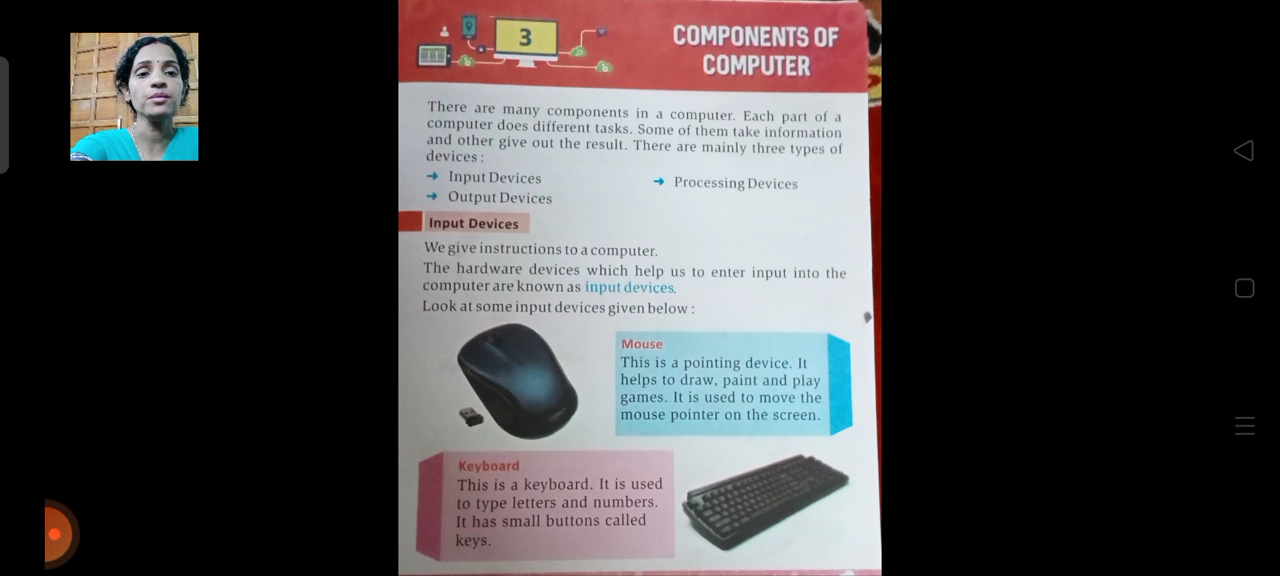 3
COMPONENTS OF
COMPUTER
There are many components in a computer. Each part of a
computer does different tasks. Some of them take information
and other give out the result. There are mainly three types of
devices :
➜ Input Devices
➜ Processing Devices
➜ Output Devices
Input Devices
We give instructions to a computer.
The hardware devices which help us to enter input into the
computer are known as input devices.
Look at some input devices given below :
Mouse
This is a pointing device. It
helps to draw, paint and play
games. It is used to move the
mouse pointer on the screen.
Keyboard
This is a keyboard. It is used
to type letters and numbers.
It has small buttons called
keys.